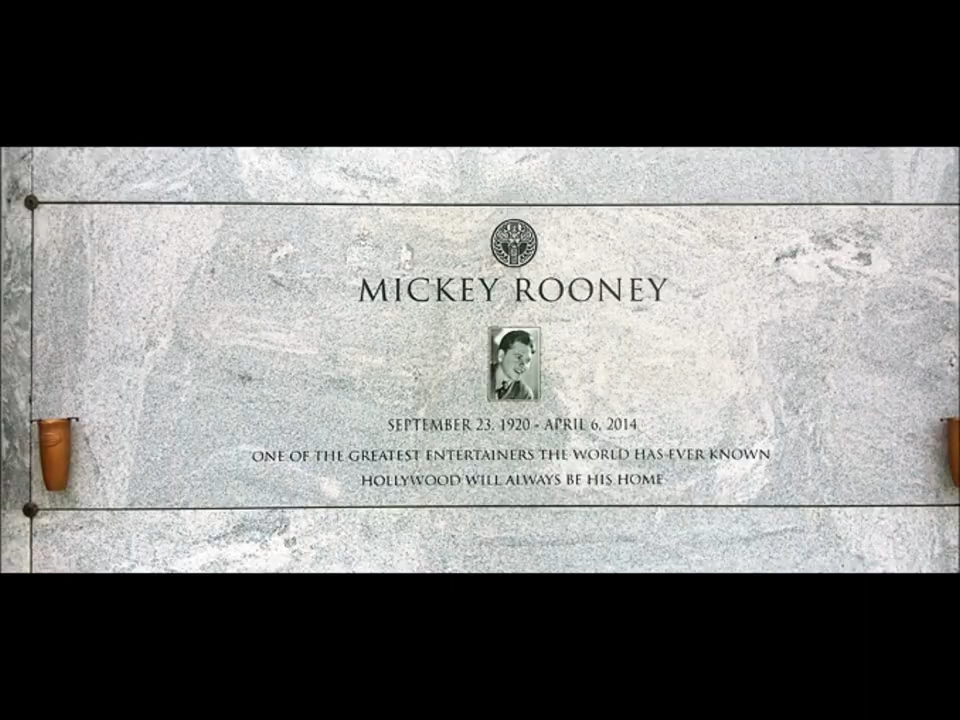 MICKEY ROONEY
SEPTEMBER 23, 1920 - APRIL 6, 2014
ONE OF THE GREATEST ENTERTAINERS THE WORLD HAS EVER KNOWN
HOLLYWOOD WILL ALWAYS BE HIS HOME